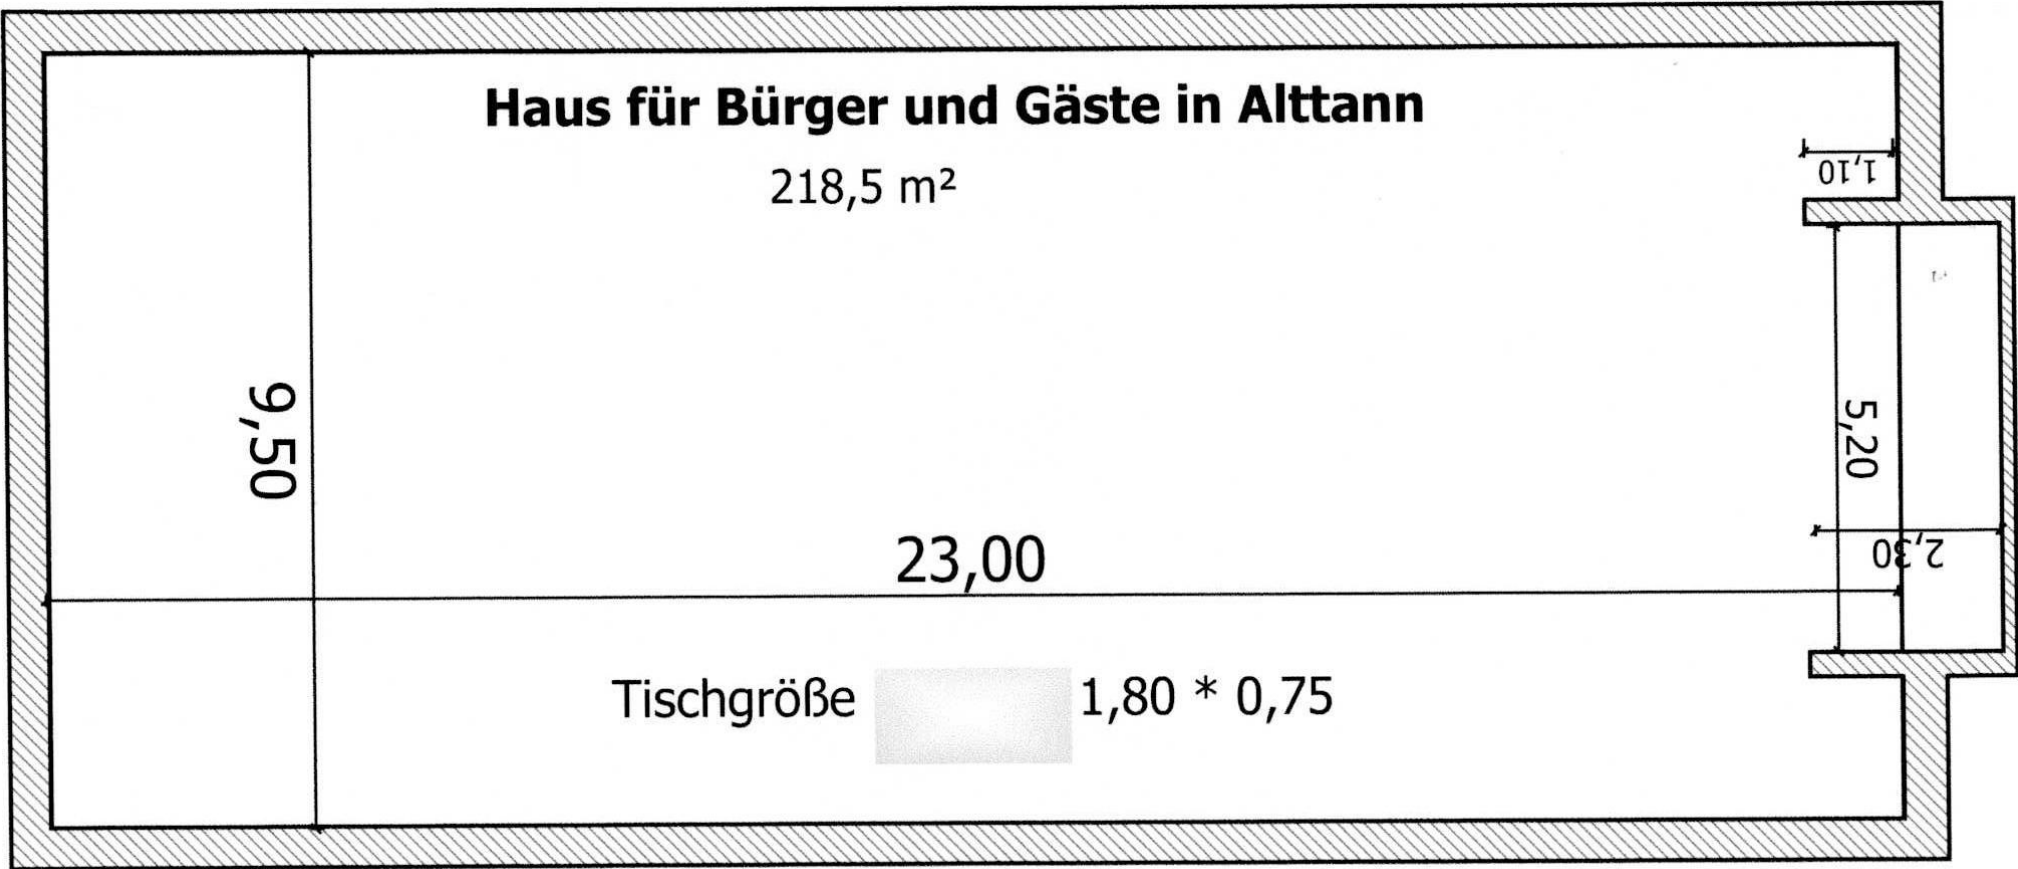 Haus für Bürger und Gäste in Alttann
218,5 m²
1,10
9,50
5,20
23,00
2,30
Tischgröße 1,80 * 0,75